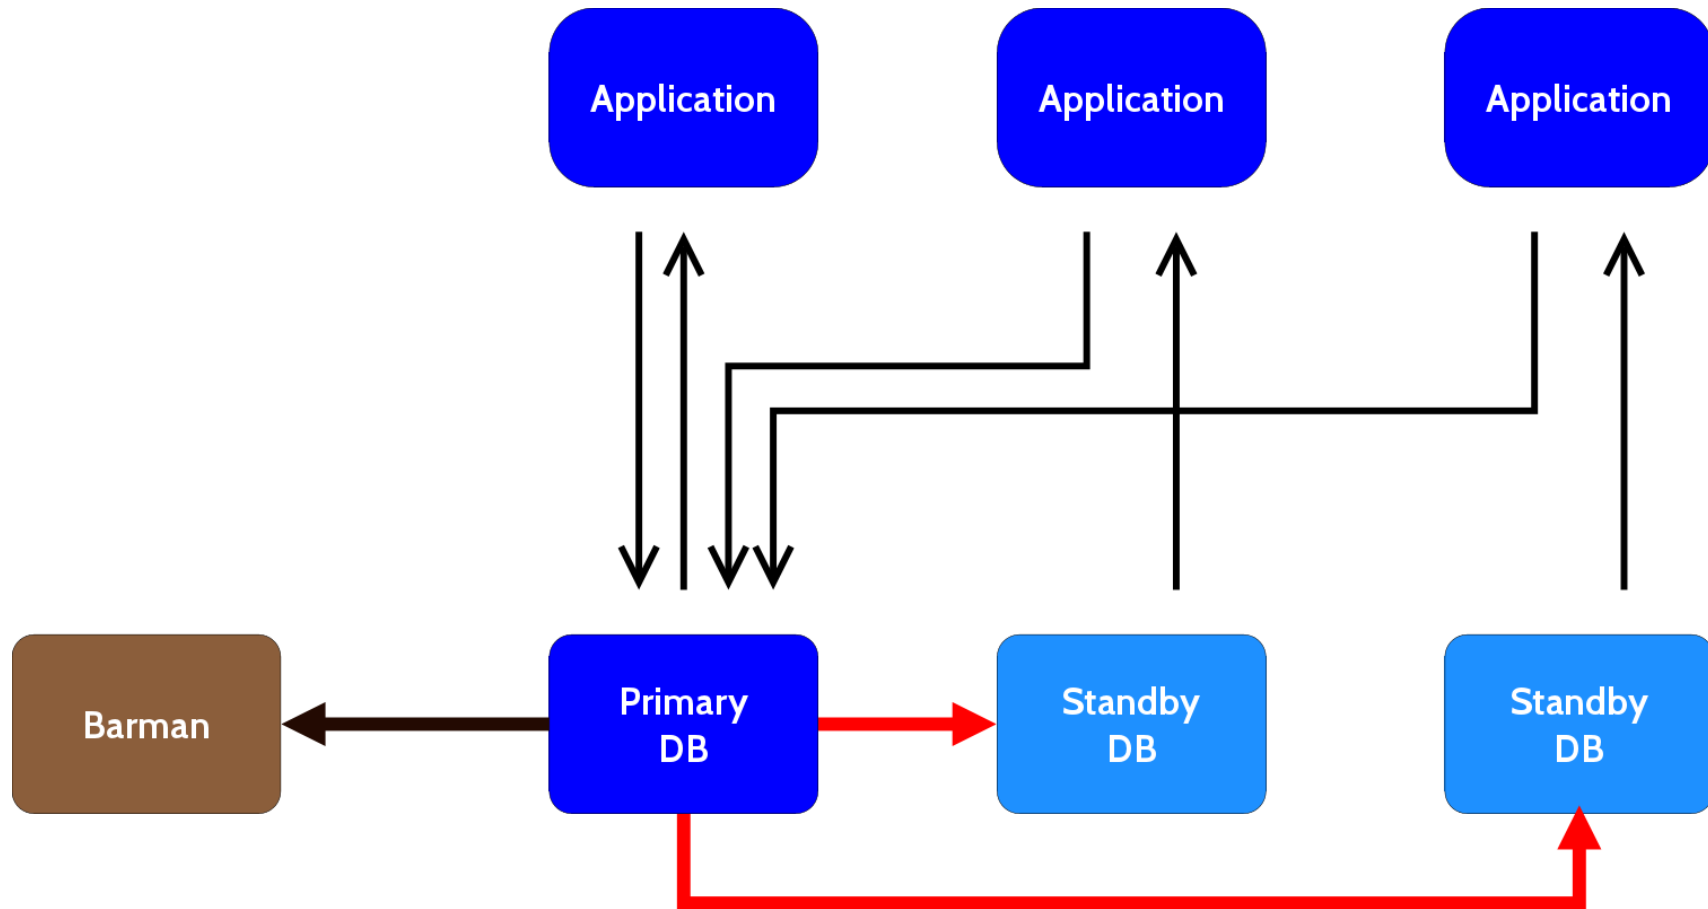 Application
Application
Application
Barman
Primary
DB
Standby
DB
Standby
DB